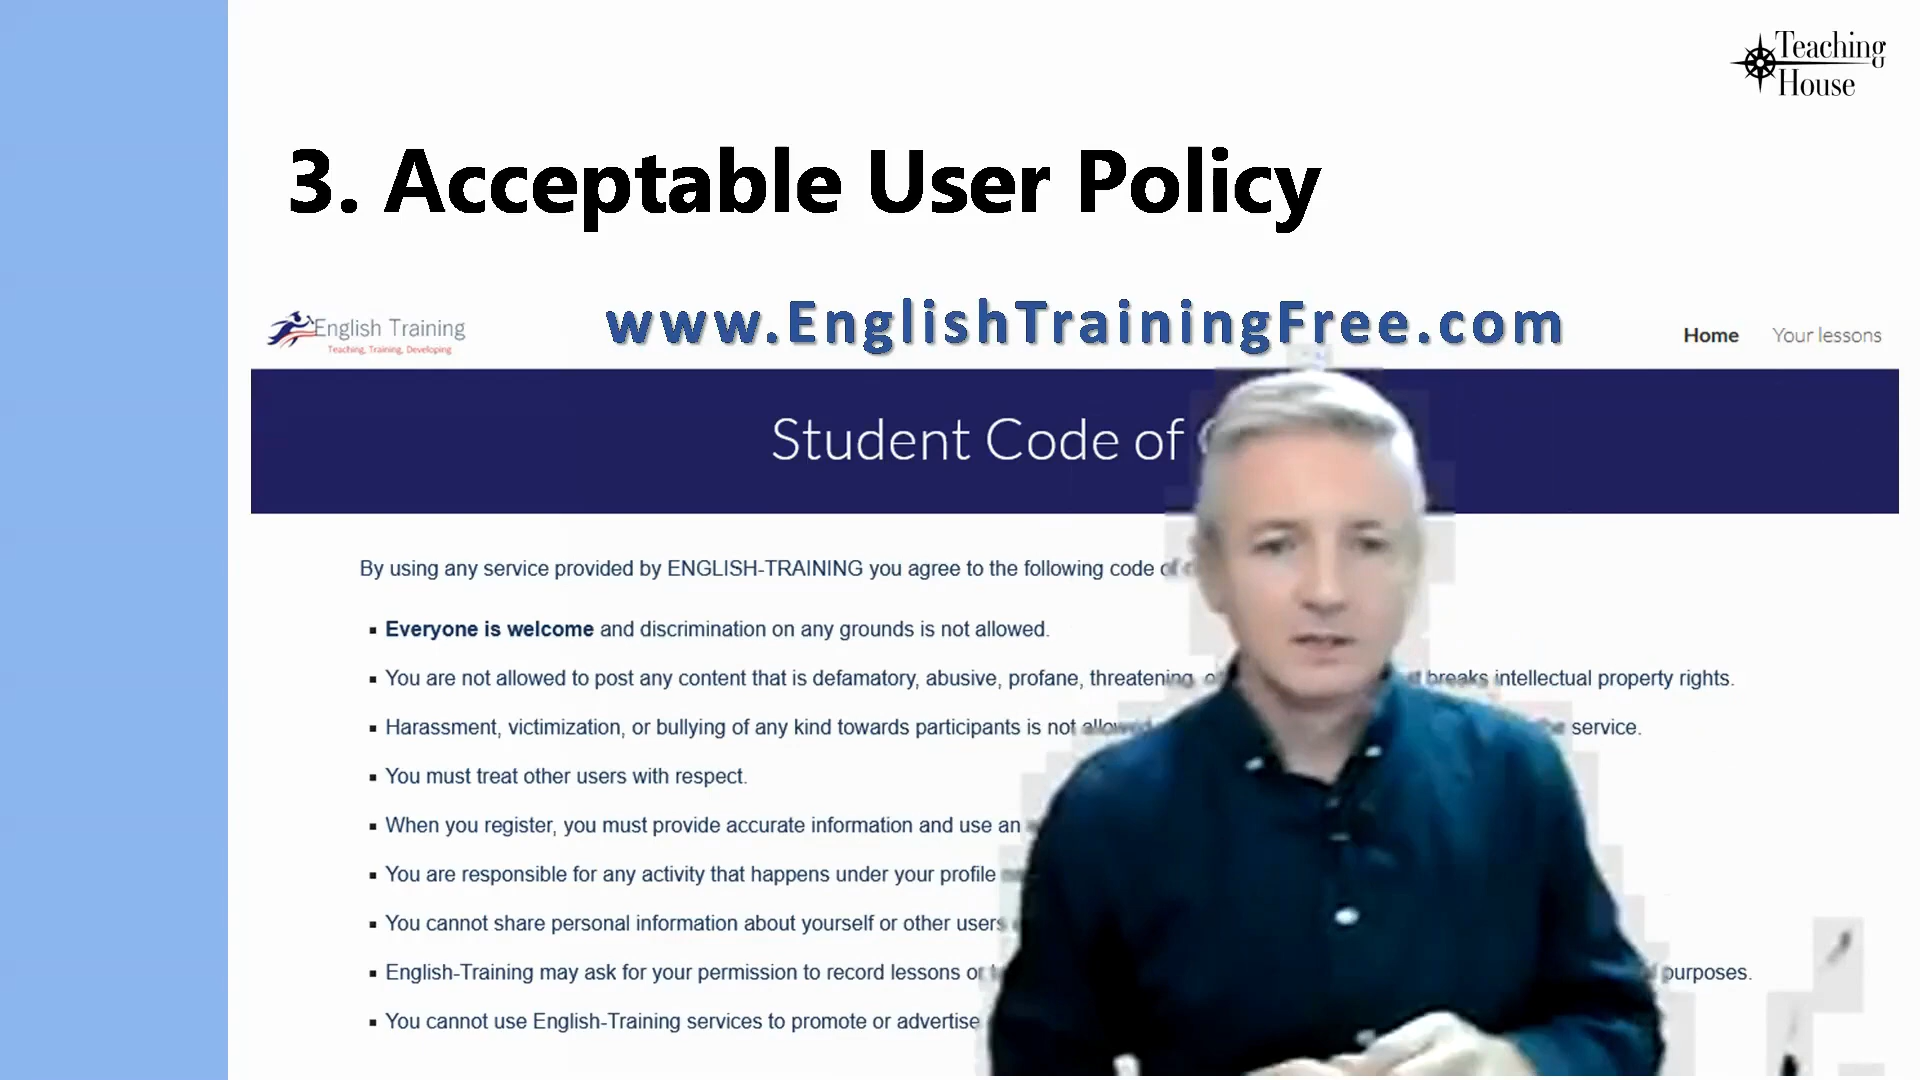 Teaching
House
3. Acceptable User Policy
English Training
Teaching, Training, Developing
www.EnglishTrainingFree.com
Home Your lessons
Student Code of
By using any service provided by ENGLISH-TRAINING you agree to the following code of
▪ Everyone is welcome and discrimination on any grounds is not allowed.
▪ You are not allowed to post any content that is defamatory, abusive, profane, threatening, breaks intellectual property rights.
▪ Harassment, victimization, or bullying of any kind towards participants is not allowed the service.
▪ You must treat other users with respect.
▪ When you register, you must provide accurate information and use an
▪ You are responsible for any activity that happens under your profile
▪ You cannot share personal information about yourself or other users
▪ English-Training may ask for your permission to record lessons or purposes.
▪ You cannot use English-Training services to promote or advertise